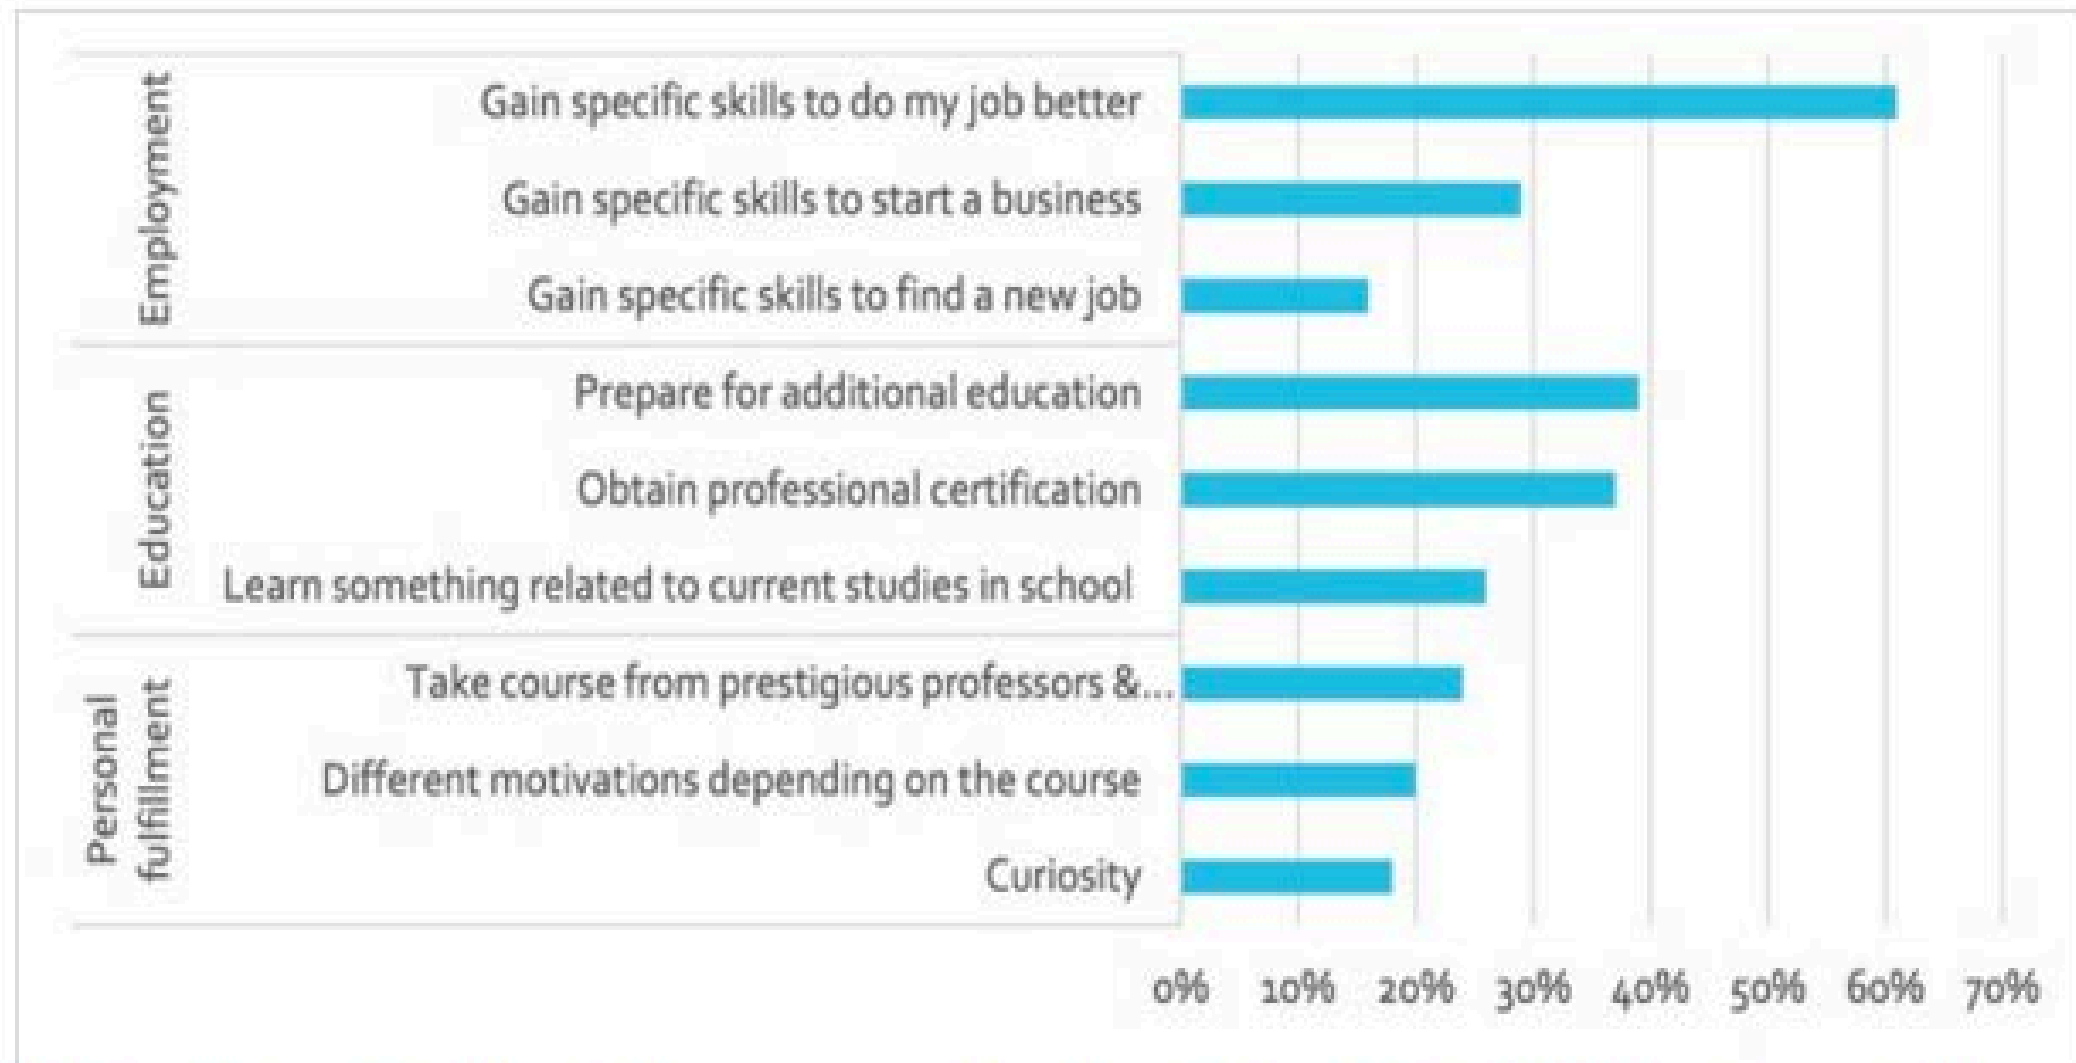 Employment
Gain specific skills to do my job better
Gain specific skills to start a business
Gain specific skills to find a new job
Education
Prepare for additional education
Obtain professional certification
Learn something related to current studies in school
Personal
fulfillment
Take course from prestigious professors &...
Different motivations depending on the course
Curiosity
0% 10% 20% 30% 40% 50% 60% 70%